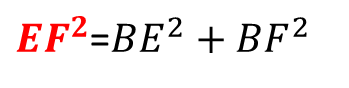 EF²=BE² + BF²